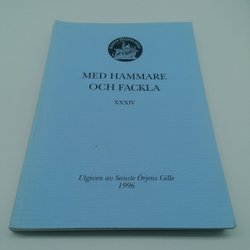 MED HAMMARE
OCH FACKLA
XXXIV
Utgiven av Sancte Örjens Gille
1996